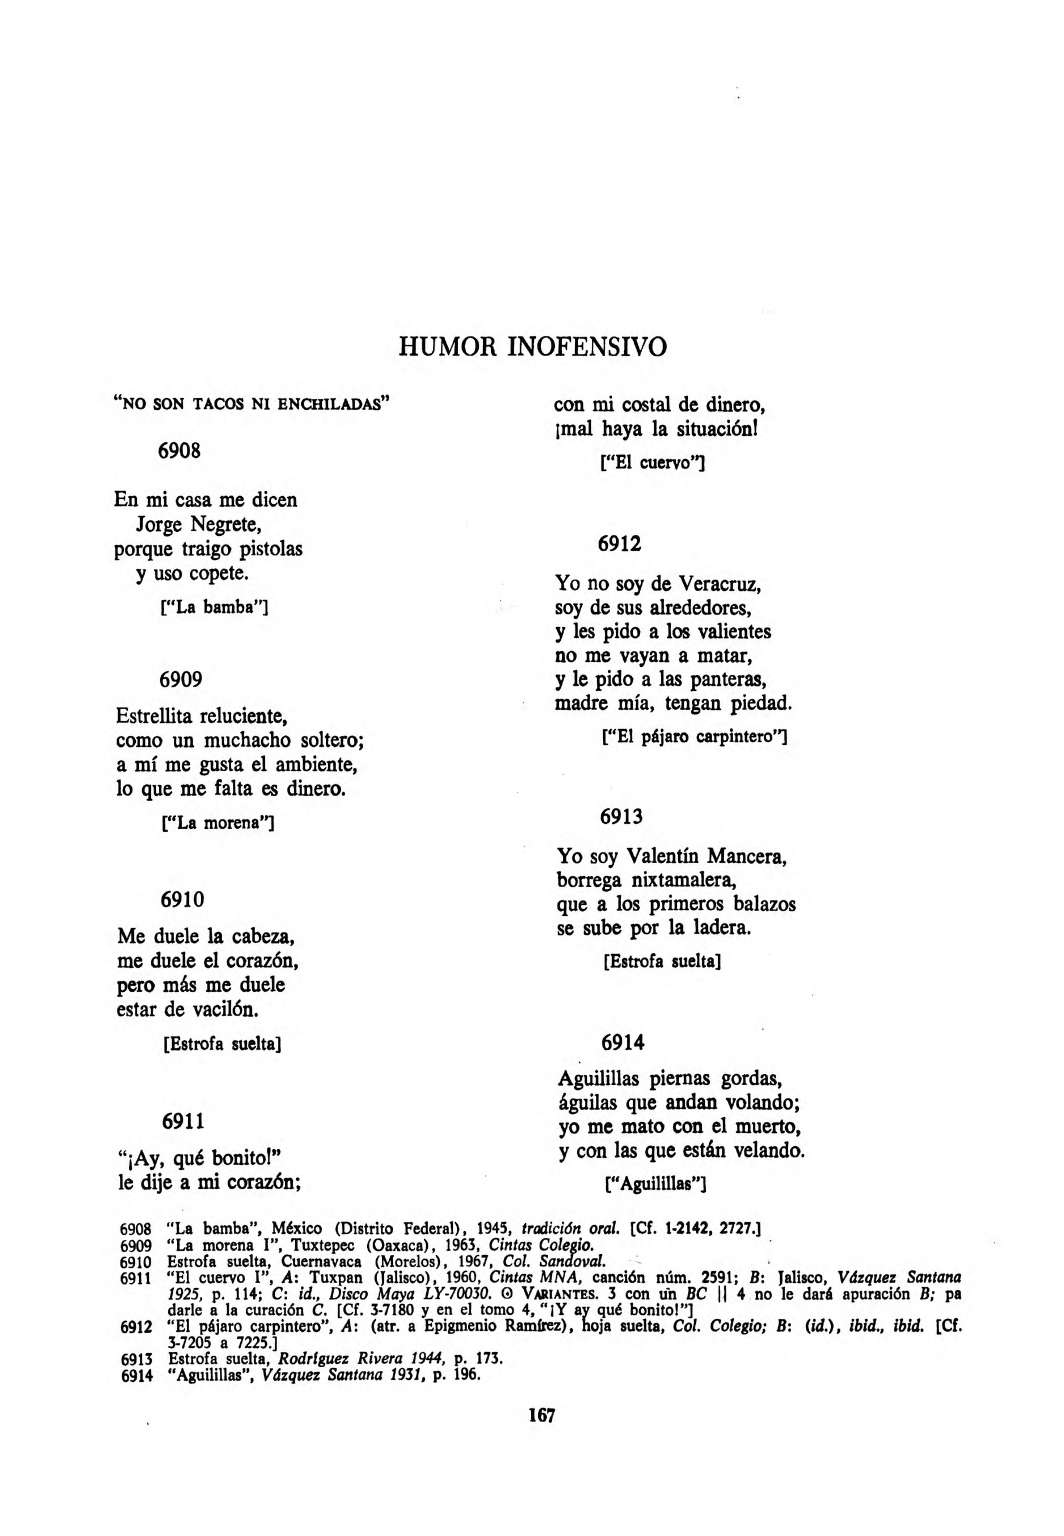 HUMOR INOFENSIVO
“NO SON TACOS NI ENCHILADAS”
6908
En mi casa me dicen
Jorge Negrete,
porque traigo pistolas
y uso copete.
[“La bamba”]
6909
Estrellita reluciente,
como un muchacho soltero;
a mí me gusta el ambiente,
lo que me falta es dinero.
[“La morena”]
6910
Me duele la cabeza,
me duele el corazón,
pero más me duele
estar de vacilón.
[Estrofa suelta]
6911
“¡Ay, qué bonito!”
le dije a mi corazón;
con mi costal de dinero,
¡mal haya la situación!
[“El cuervo”]
6912
Yo no soy de Veracruz,
soy de sus alrededores,
y les pido a los valientes
no me vayan a matar,
y le pido a las panteras,
madre mía, tengan piedad.
[“El pájaro carpintero”]
6913
Yo soy Valentín Mancera,
borrega nixtamalera,
que a los primeros balazos
se sube por la ladera.
[Estrofa suelta]
6914
Aguilillas piernas gordas,
águilas que andan volando;
yo me mato con el muerto,
y con las que están velando.
[“Aguilillas”]
6908 “La bamba”, México (Distrito Federal), 1945, tradición oral. [Cf. 1-2142, 2727.]
6909 “La morena I”, Tuxtepec (Oaxaca), 1963, Cintas Colegio.
6910 Estrofa suelta, Cuernavaca (Morelos), 1967, Col. Sandoval.
6911 “El cuervo I”, A: Tuxpan (Jalisco), 1960, Cintas MNA, canción núm. 2591; B: Jalisco, Vázquez Santana
1925, p. 114; C: id., Disco Maya LY-70030. ⊙ VARIANTES. 3 con un BC || 4 no le dará apuración B; pa
darle a la curación C. [Cf. 3-7180 y en el tomo 4, “¡Y ay qué bonito!”]
6912 “El pájaro carpintero”, A: (atr. a Epigmenio Ramírez), hoja suelta, Col. Colegio; B: (id.), ibid., ibid. [Cf.
3-7205 a 7225.]
6913 Estrofa suelta, Rodríguez Rivera 1944, p. 173.
6914 “Aguilillas”, Vázquez Santana 1931, p. 196.
167